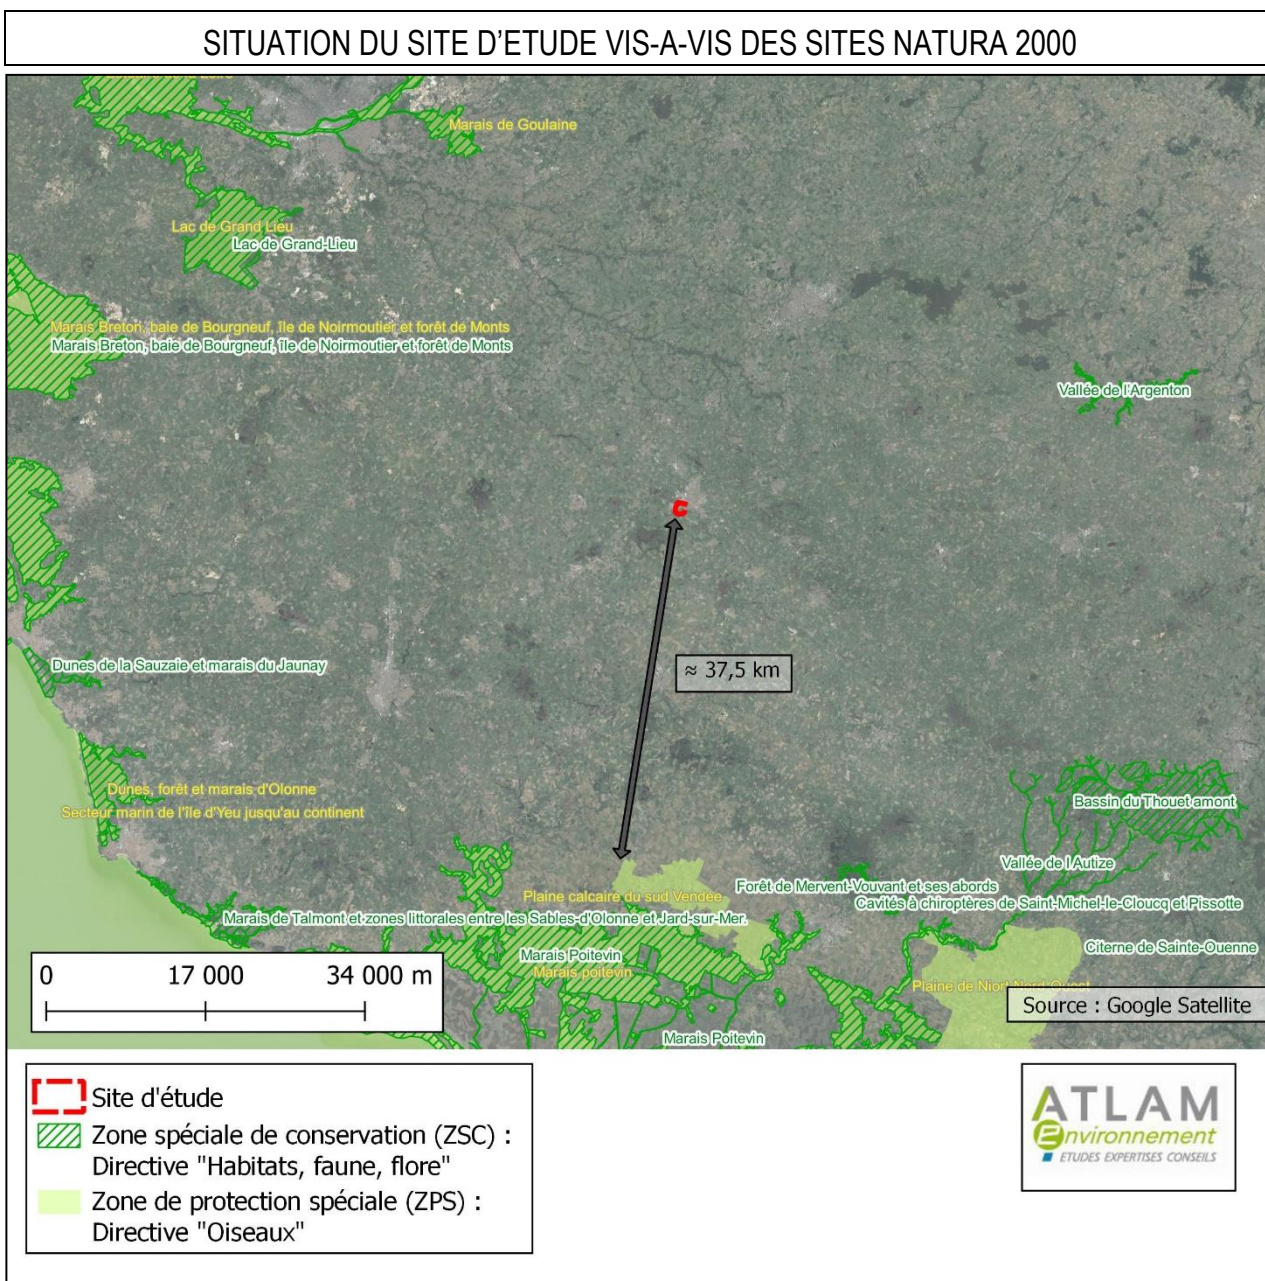 SITUATION DU SITE D'ETUDE VIS-A-VIS DES SITES NATURA 2000
Marais de Goulaine
Lac de Grand Lieu
Lac de Grand-Lieu
Marais Breton, baie de Bourgneuf, île de Noirmoutier et forêt de Monts
Marais Breton, baie de Bourgneuf, île de Noirmoutier et forêt de Monts
Vallée de l'Argenton
Dunes de la Sauzaie et marais du Jaunay
≈ 37,5 km
Dunes, forêt et marais d'Olonne
Secteur marin de l'île d'Yeu jusqu'au continent
Bassin du Thouet amont
Vallée de l'Autize
Forêt de Mervent-Vouvant et ses abords
Plaine calcaire du sud Vendée
Cavités à chiroptères de Saint-Michel-le-Cloucq et Pissotte
Marais de Talmont et zones littorales entre les Sables-d'Olonne et Jard-sur-Mer.
Citerne de Sainte-Ouenne
Marais Poitevin
Marais poitevin
Plaine de Niort Nord-Ouest
0 17 000 34 000 m
Source : Google Satellite
Marais Poitevin
Site d'étude
Zone spéciale de conservation (ZSC) :
Directive "Habitats, faune, flore"
Zone de protection spéciale (ZPS) :
Directive "Oiseaux"
ATLAM
environnement
ETUDES EXPERTISES CONSEILS